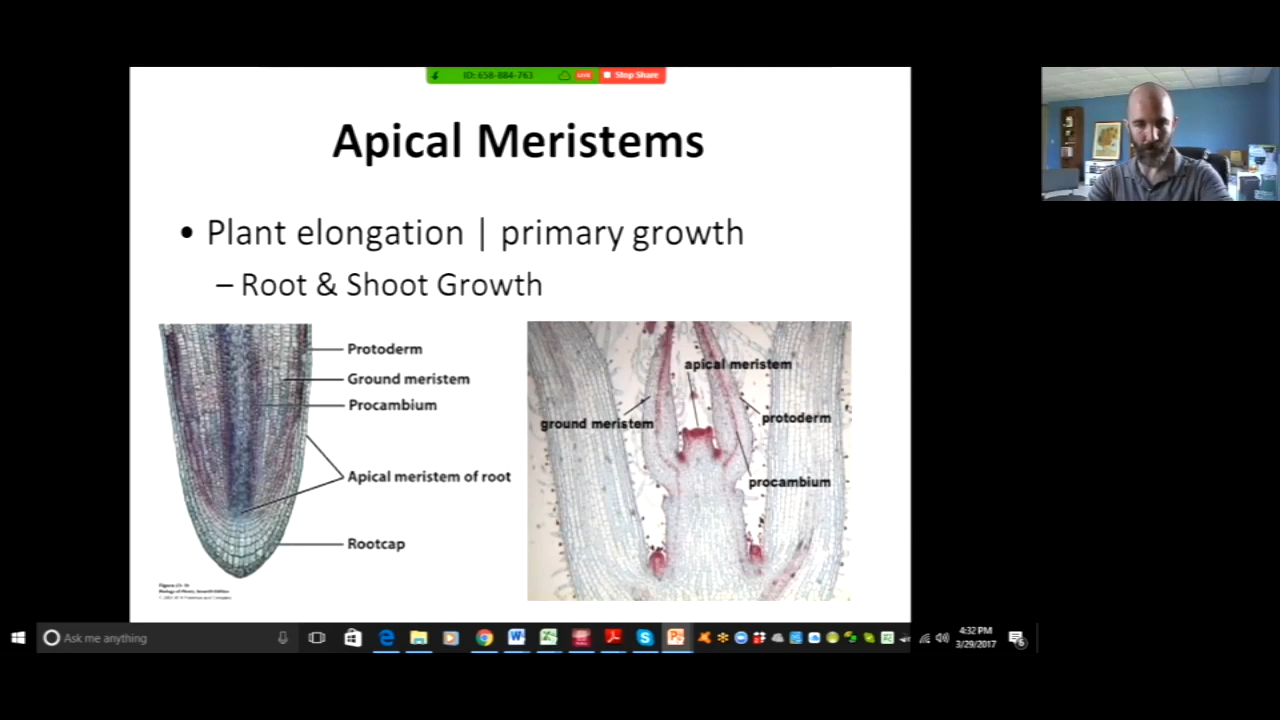 ID: 658-884-763 LIVE Stop Share
Apical Meristems
• Plant elongation | primary growth
– Root & Shoot Growth
Protoderm
Ground meristem
Procambium
Apical meristem of root
Rootcap
apical meristem
ground meristem
protoderm
procambium
Ask me anything
4:32 PM
3/29/2017